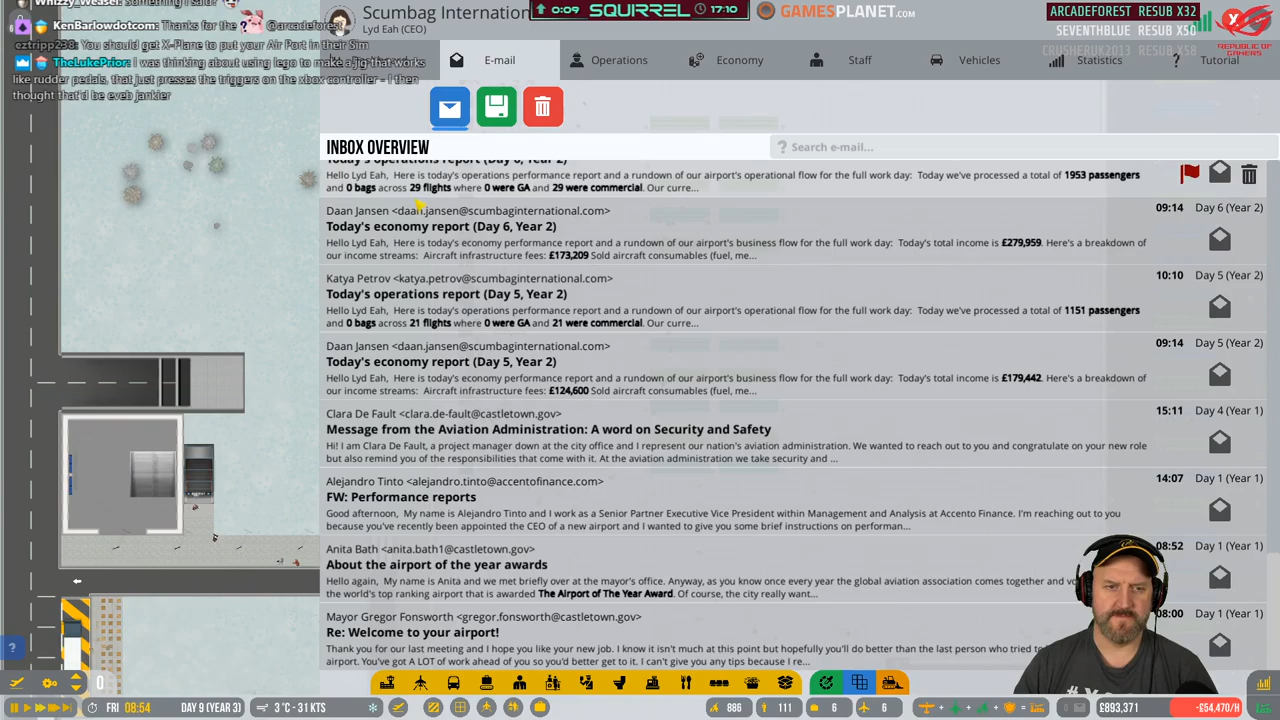 KenBarlowdotcom: Thanks for the @arcadefores
eztripp230: You should get X-Plane to put your Air Port in their Sim
TheLukePrior: I was thinking about using lego to make a jig that works
like rudder pedals, that just presses the triggers on the xbox controller - I then
thought that'd be eveb jankier
Scumbag Internation
Lyd Eah (CEO)
0:09 SQUIRREL 17:10
GAMESPLANET.COM
ARCADEFOREST RESUB X32
SEVENTHBLUE RESUB X50
CRUSHERUK2013 RESUB X58
REPUBLIC OF GAMERS
E-mail
Operations
Economy
Staff
Vehicles
Statistics
Tutorial
INBOX OVERVIEW
? Search e-mail...
Today's operations report (Day 6, Year 2)
Hello Lyd Eah, Here is today's operations performance report and a rundown of our airport's operational flow for the full work day: Today we've processed a total of 1953 passengers
and 0 bags across 29 flights where 0 were GA and 29 were commercial. Our curre...
Daan Jansen <daan.jansen@scumbaginternational.com>
09:14 Day 6 (Year 2)
Today's economy report (Day 6, Year 2)
Hello Lyd Eah, Here is today's economy performance report and a rundown of our airport's business flow for the full work day: Today's total income is £279,959. Here's a breakdown of
our income streams: Aircraft infrastructure fees: £173,209 Sold aircraft consumables (fuel, me...
Katya Petrov <katya.petrov@scumbaginternational.com>
10:10 Day 5 (Year 2)
Today's operations report (Day 5, Year 2)
Hello Lyd Eah, Here is today's operations performance report and a rundown of our airport's operational flow for the full work day: Today we've processed a total of 1151 passengers
and 0 bags across 21 flights where 0 were GA and 21 were commercial. Our curre...
Daan Jansen <daan.jansen@scumbaginternational.com>
09:14 Day 5 (Year 2)
Today's economy report (Day 5, Year 2)
Hello Lyd Eah, Here is today's economy performance report and a rundown of our airport's business flow for the full work day: Today's total income is £179,442. Here's a breakdown of
our income streams: Aircraft infrastructure fees: £124,600 Sold aircraft consumables (fuel, me...
Clara De Fault <clara.de-fault@castletown.gov>
15:11 Day 4 (Year 1)
Message from the Aviation Administration: A word on Security and Safety
Hi! I am Clara De Fault, a project manager down at the city office and I represent our nation's aviation administration. We wanted to reach out to you and congratulate on your new role
but also remind you of the responsibilities that come with it. At the aviation administration we take security and ...
Alejandro Tinto <alejandro.tinto@accentofinance.com>
14:07 Day 1 (Year 1)
FW: Performance reports
Good afternoon, My name is Alejandro Tinto and I work as a Senior Partner Executive Vice President within Management and Analysis at Accento Finance. I'm reaching out to you
because you've recently been appointed the CEO of a new airport and I wanted to give you some brief instructions on performan...
Anita Bath <anita.bath1@castletown.gov>
08:52 Day 1 (Year 1)
About the airport of the year awards
Hello again, My name is Anita and we met briefly over at the mayor's office. Anyway, as you know once every year the global aviation association comes together and vo
the world's top ranking airport that is awarded The Airport of The Year Award. Of course, the city really want...
Mayor Gregor Fonsworth <gregor.fonsworth@castletown.gov>
08:00 Day 1 (Year 1)
Re: Welcome to your airport!
Thank you for our last meeting and I hope you like your new job. I know it isn't much at this point but hopefully you'll do better than the last person who tried to
airport. You've got A LOT of work ahead of you so you'd better get to it. I can't give you any tips because I re...
?
0
FRI 08:54 DAY 9 (YEAR 3) 3°C - 31 KTS
886 111 6 6
0 £893,371 -£54,470/H